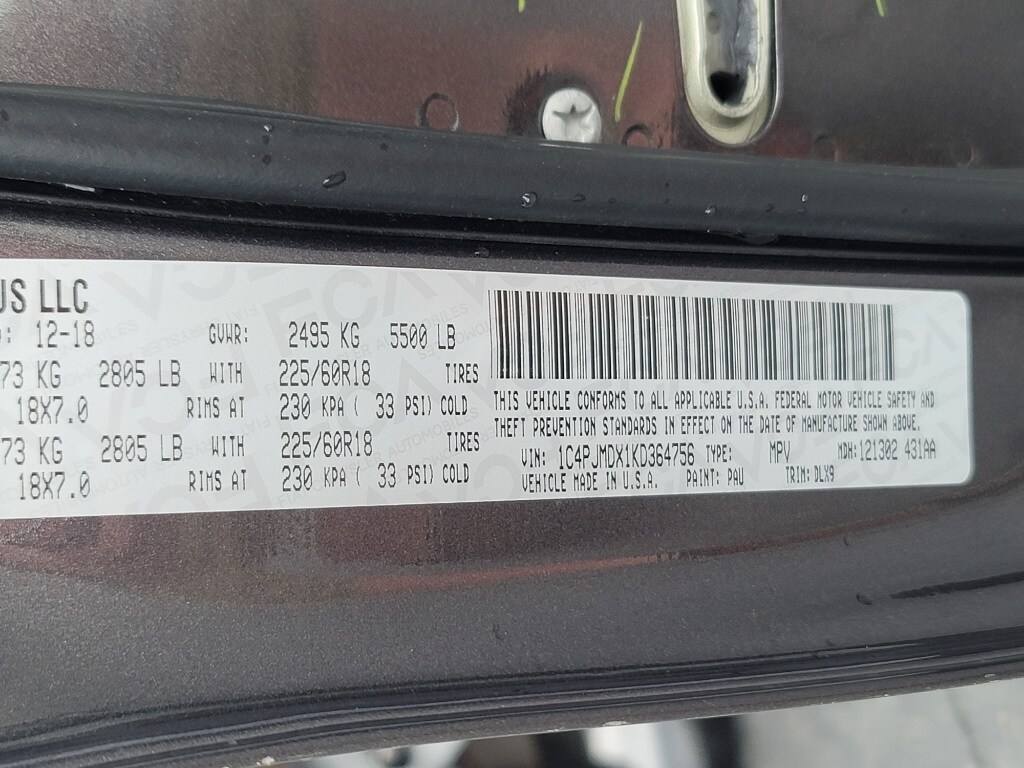 US LLC
12-18 GVWR: 2495 KG 5500 LB
73 KG 2805 LB WITH 225/60R18 TIRES
18X7.0 RIMS AT 230 KPA ( 33 PSI) COLD
73 KG 2805 LB WITH 225/60R18 TIRES
18X7.0 RIMS AT 230 KPA ( 33 PSI) COLD
THIS VEHICLE CONFORMS TO ALL APPLICABLE U.S.A. FEDERAL MOTOR VEHICLE SAFETY AND
THEFT PREVENTION STANDARDS IN EFFECT ON THE DATE OF MANUFACTURE SHOWN ABOVE.
VIN: 1C4PJMDX1KD364756 TYPE: MPV MDH:121302 431AA
VEHICLE MADE IN U.S.A. PAINT: PAU TRIM: DLX9